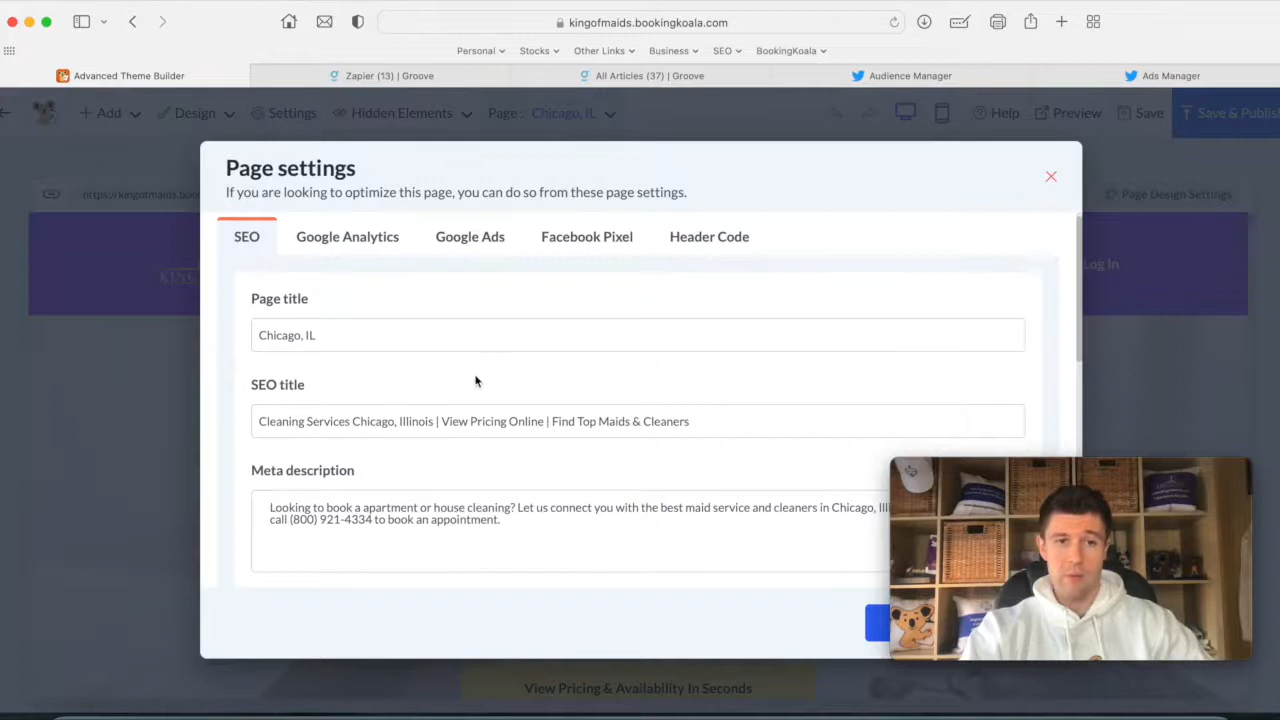 kingofmaids.bookingkoala.com
Personal
Stocks
Other Links
Business
SEO
BookingKoala
Advanced Theme Builder
Zapier (13) | Groove
All Articles (37) | Groove
Audience Manager
Ads Manager
Add
Design
Settings
Hidden Elements
Page : Chicago, IL
Help
Preview
Save
Save & Publis
Page settings
If you are looking to optimize this page, you can do so from these page settings.
https://kingofmaids.boo
Page Design Settings
SEO
Google Analytics
Google Ads
Facebook Pixel
Header Code
Log In
Page title
Chicago, IL
SEO title
Cleaning Services Chicago, Illinois | View Pricing Online | Find Top Maids & Cleaners
Meta description
Looking to book a apartment or house cleaning? Let us connect you with the best maid service and cleaners in Chicago, Ill
call (800) 921-4334 to book an appointment.
View Pricing & Availability In Seconds